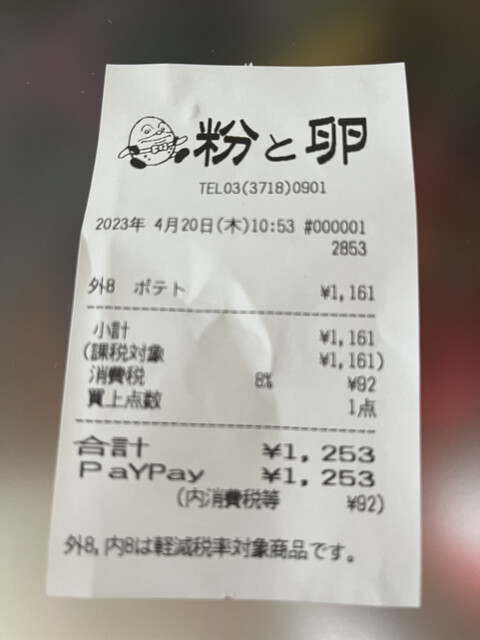 粉と卵
TEL03(3718)0901
2023年 4月20日(木)10:53 #000001
2853
外8 ポテト ¥1,161
小計 ¥1,161
(課税対象 ¥1,161)
消費税 8% ¥92
買上点数 1点
合計 ¥1,253
PaYPay ¥1,253
(内消費税等 ¥92)
外8,内8は軽減税率対象商品です。